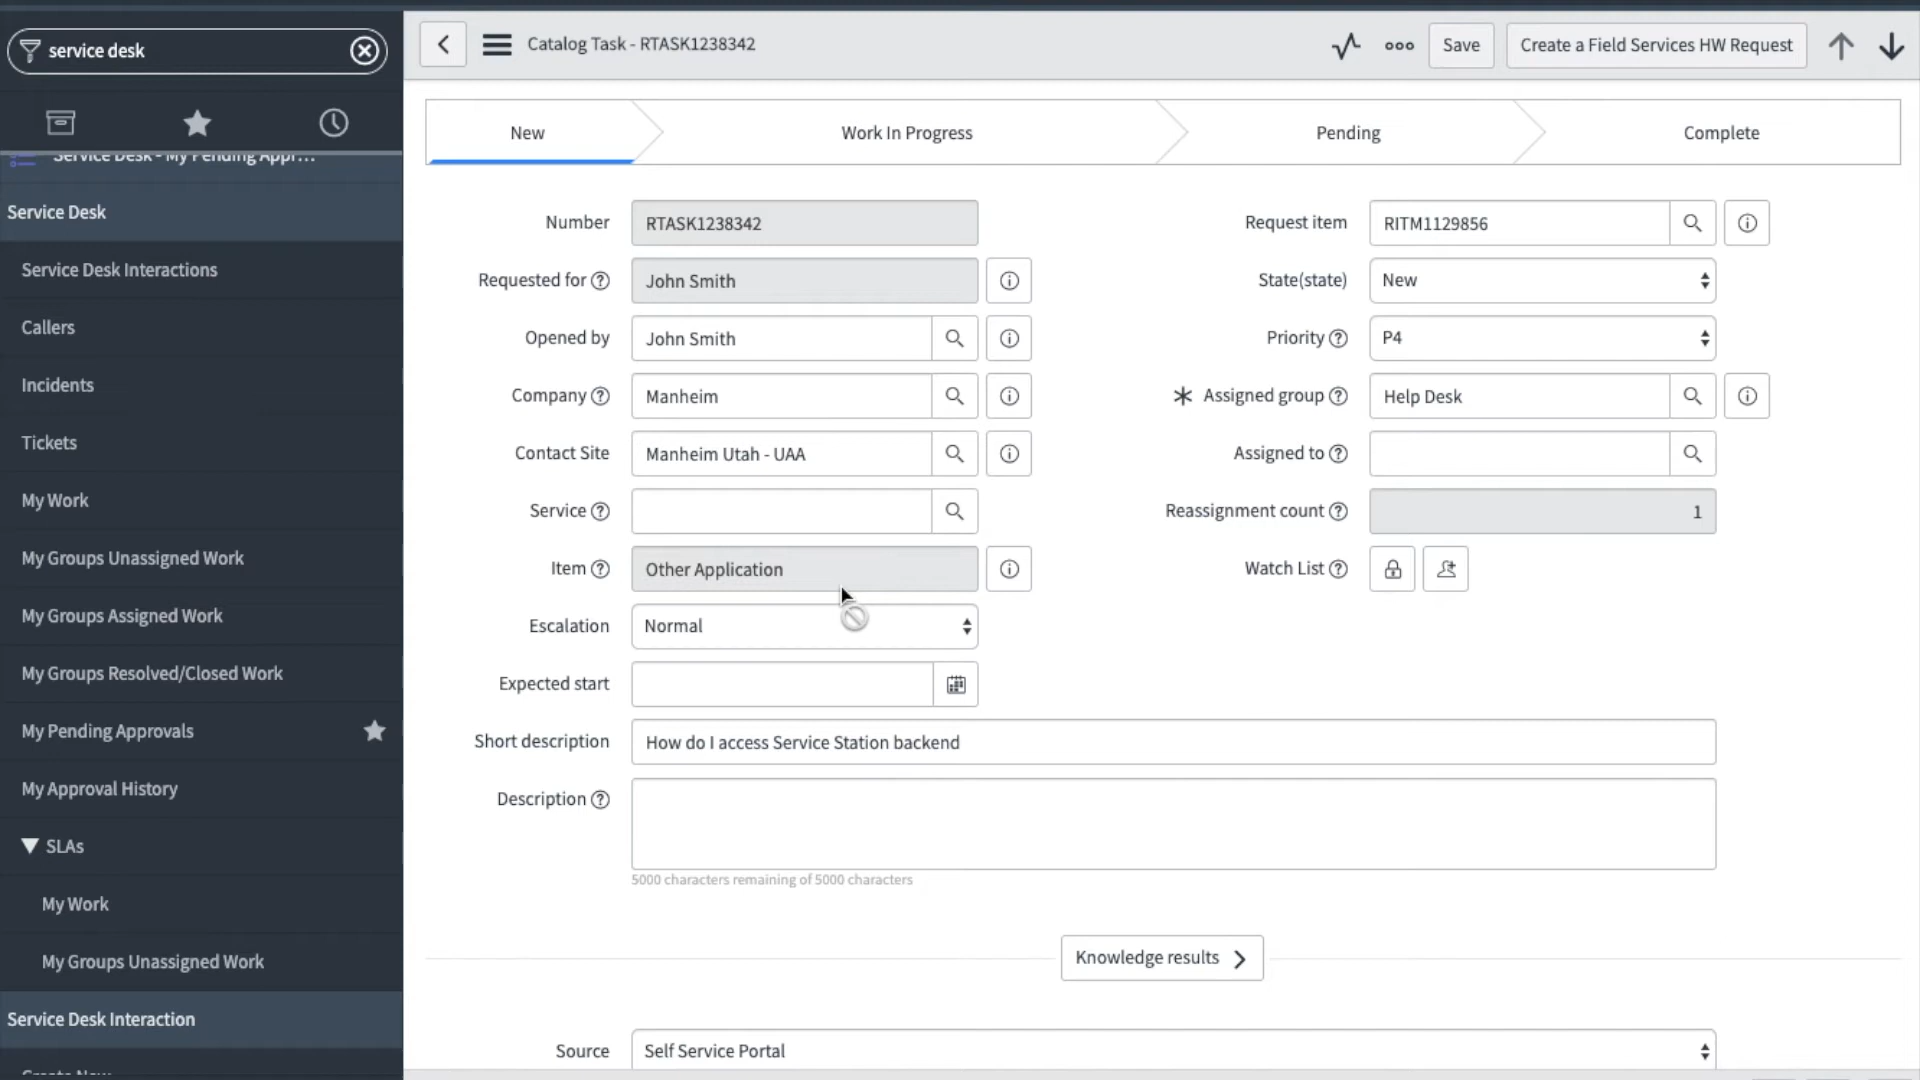 service desk
Service Desk - My Pending Appr...
Service Desk
Service Desk Interactions
Callers
Incidents
Tickets
My Work
My Groups Unassigned Work
My Groups Assigned Work
My Groups Resolved/Closed Work
My Pending Approvals
My Approval History
SLAs
My Work
My Groups Unassigned Work
Service Desk Interaction
Create New
Catalog Task - RTASK1238342
Save
Create a Field Services HW Request
New
Work In Progress
Pending
Complete
Number
RTASK1238342
Requested for
John Smith
Opened by
John Smith
Company
Manheim
Contact Site
Manheim Utah - UAA
Service
Item
Other Application
Escalation
Normal
Expected start
Request item
RITM1129856
State(state)
New
Priority
P4
Assigned group
Help Desk
Assigned to
Reassignment count
1
Watch List
Short description
How do I access Service Station backend
Description
5000 characters remaining of 5000 characters
Knowledge results
Source
Self Service Portal